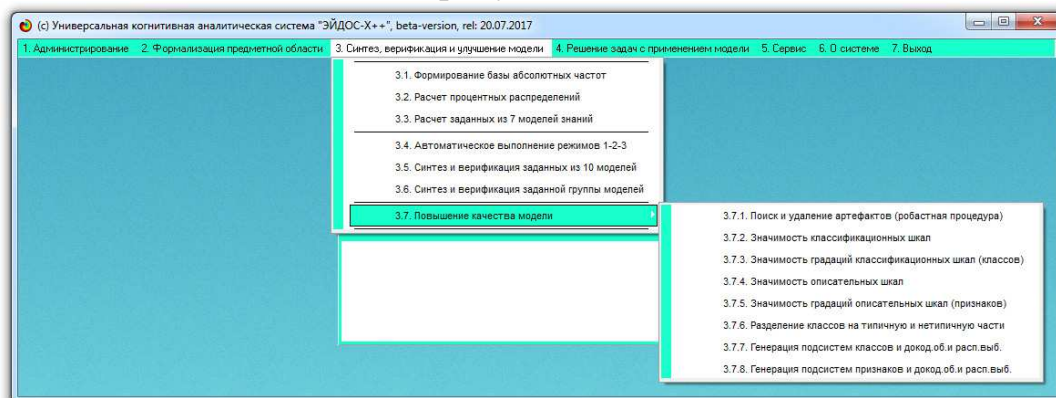 (c) Универсальная когнитивная аналитическая система "ЭЙДОС-X++", beta-version, rel: 20.07.2017
1. Администрирование 2. Формализация предметной области 3. Синтез, верификация и улучшение модели 4. Решение задач с применением модели 5. Сервис 6. О системе 7. Выход
3.1. Формирование базы абсолютных частот
3.2. Расчет процентных распределений
3.3. Расчет заданных из 7 моделей знаний
3.4. Автоматическое выполнение режимов 1-2-3
3.5. Синтез и верификация заданных из 10 моделей
3.6. Синтез и верификация заданной группы моделей
3.7. Повышение качества модели
3.7.1. Поиск и удаление артефактов (робастная процедура)
3.7.2. Значимость классификационных шкал
3.7.3. Значимость градаций классификационных шкал (классов)
3.7.4. Значимость описательных шкал
3.7.5. Значимость градаций описательных шкал (признаков)
3.7.6. Разделение классов на типичную и нетипичную части
3.7.7. Генерация подсистем классов и докод.об.и расп.выб.
3.7.8. Генерация подсистем признаков и докод.об.и расп.выб.